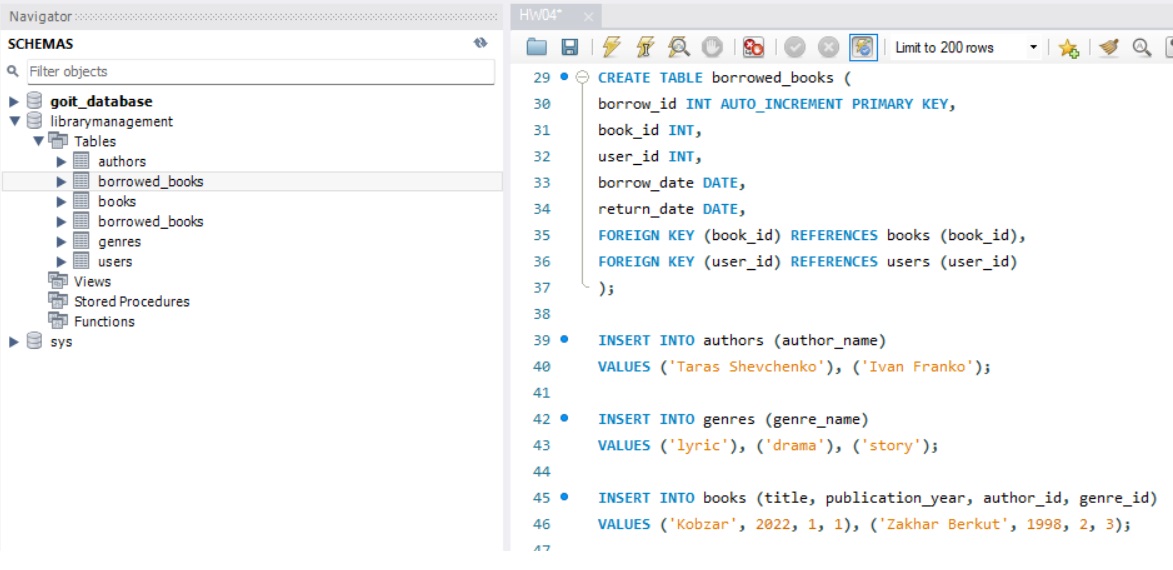 Navigator
SCHEMAS
Filter objects
goit_database
librarymanagement
Tables
authors
borrowed_books
books
borrowed_books
genres
users
Views
Stored Procedures
Functions
sys
HW04*
Limit to 200 rows
29 CREATE TABLE borrowed_books (
30 borrow_id INT AUTO_INCREMENT PRIMARY KEY,
31 book_id INT,
32 user_id INT,
33 borrow_date DATE,
34 return_date DATE,
35 FOREIGN KEY (book_id) REFERENCES books (book_id),
36 FOREIGN KEY (user_id) REFERENCES users (user_id)
37 );
38
39 INSERT INTO authors (author_name)
40 VALUES ('Taras Shevchenko'), ('Ivan Franko');
41
42 INSERT INTO genres (genre_name)
43 VALUES ('lyric'), ('drama'), ('story');
44
45 INSERT INTO books (title, publication_year, author_id, genre_id)
46 VALUES ('Kobzar', 2022, 1, 1), ('Zakhar Berkut', 1998, 2, 3);
47